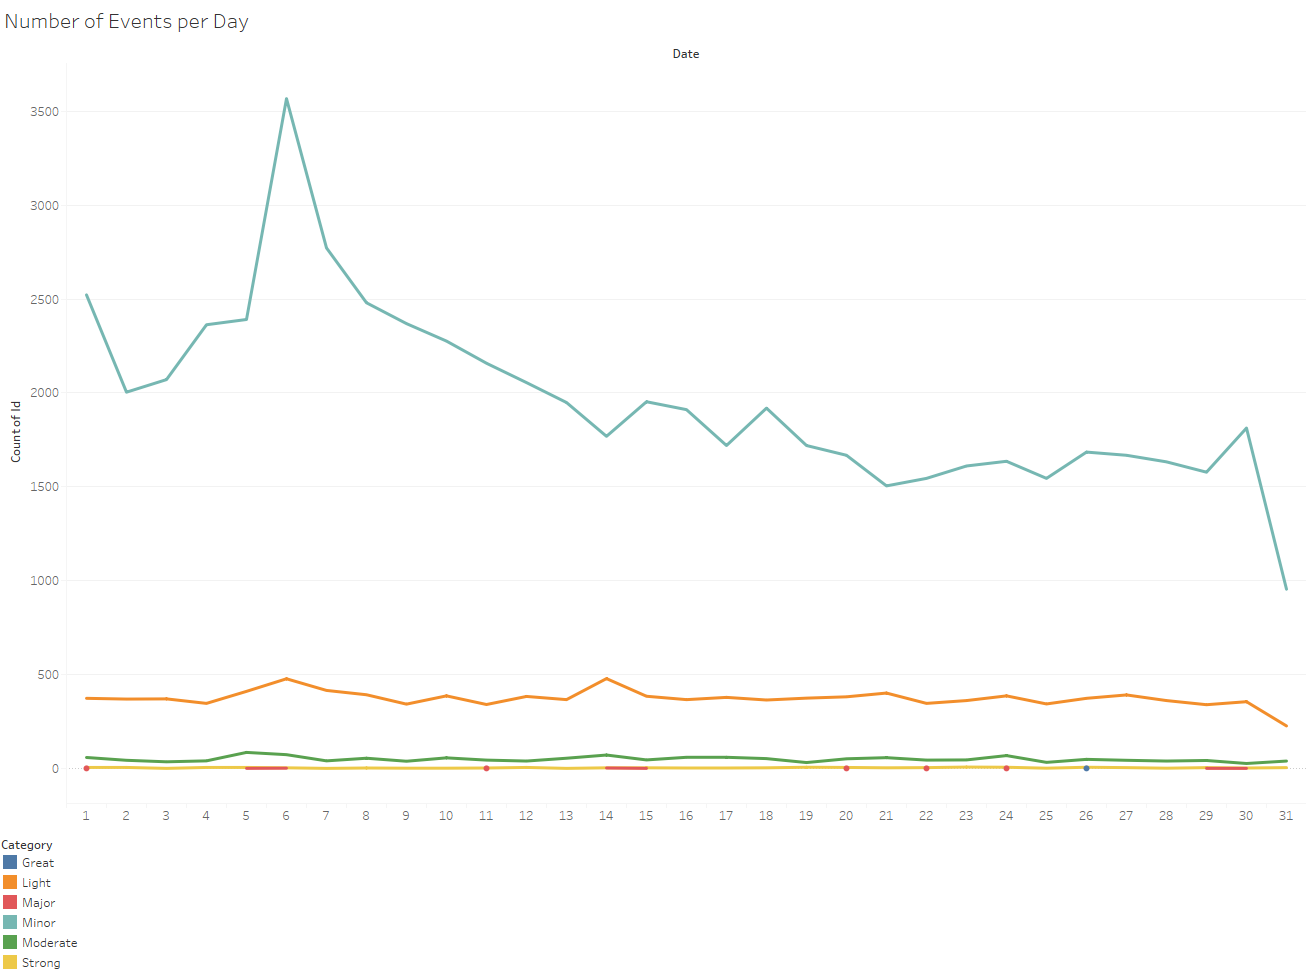 Number of Events per Day
Date
Count of Id
3500
3000
2500
2000
1500
1000
500
0
1 2 3 4 5 6 7 8 9 10 11 12 13 14 15 16 17 18 19 20 21 22 23 24 25 26 27 28 29 30 31
Category
Great
Light
Major
Minor
Moderate
Strong